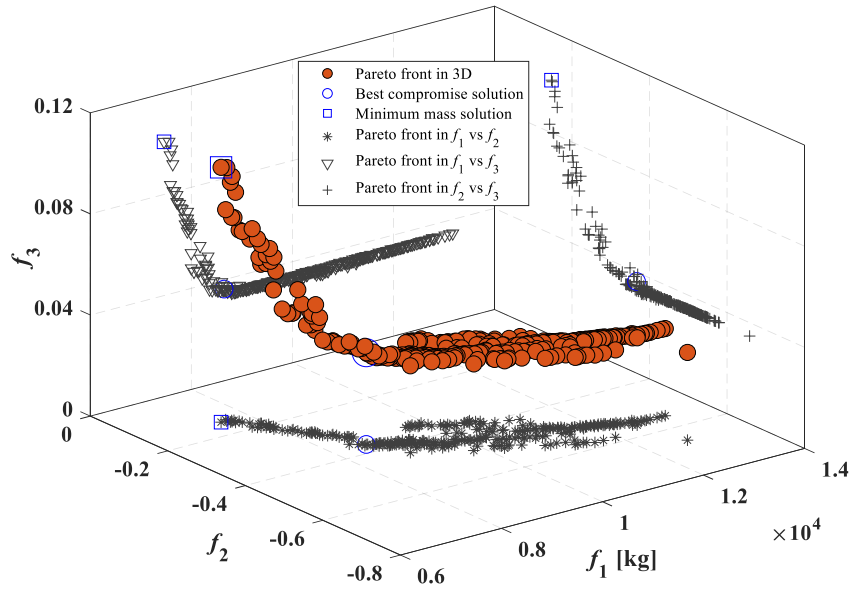 Pareto front in 3D
Best compromise solution
Minimum mass solution
Pareto front in f₁ vs f₂
Pareto front in f₁ vs f₃
Pareto front in f₂ vs f₃
0.12
0.08
0.04
0
f₃
0
-0.2
-0.4
-0.6
-0.8
f₂
0.6
0.8
1
1.2
1.4
×10⁴
f₁ [kg]